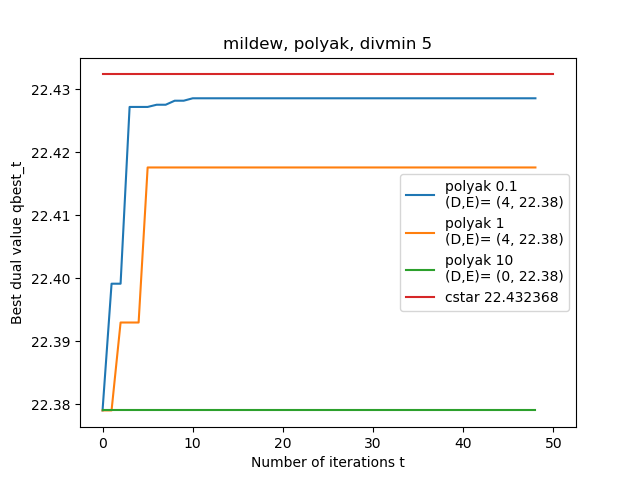 mildew, polyak, divmin 5
Best dual value qbest_t
22.43
22.42
22.41
22.40
22.39
22.38
polyak 0.1
(D,E)= (4, 22.38)
polyak 1
(D,E)= (4, 22.38)
polyak 10
(D,E)= (0, 22.38)
cstar 22.432368
0 10 20 30 40 50
Number of iterations t